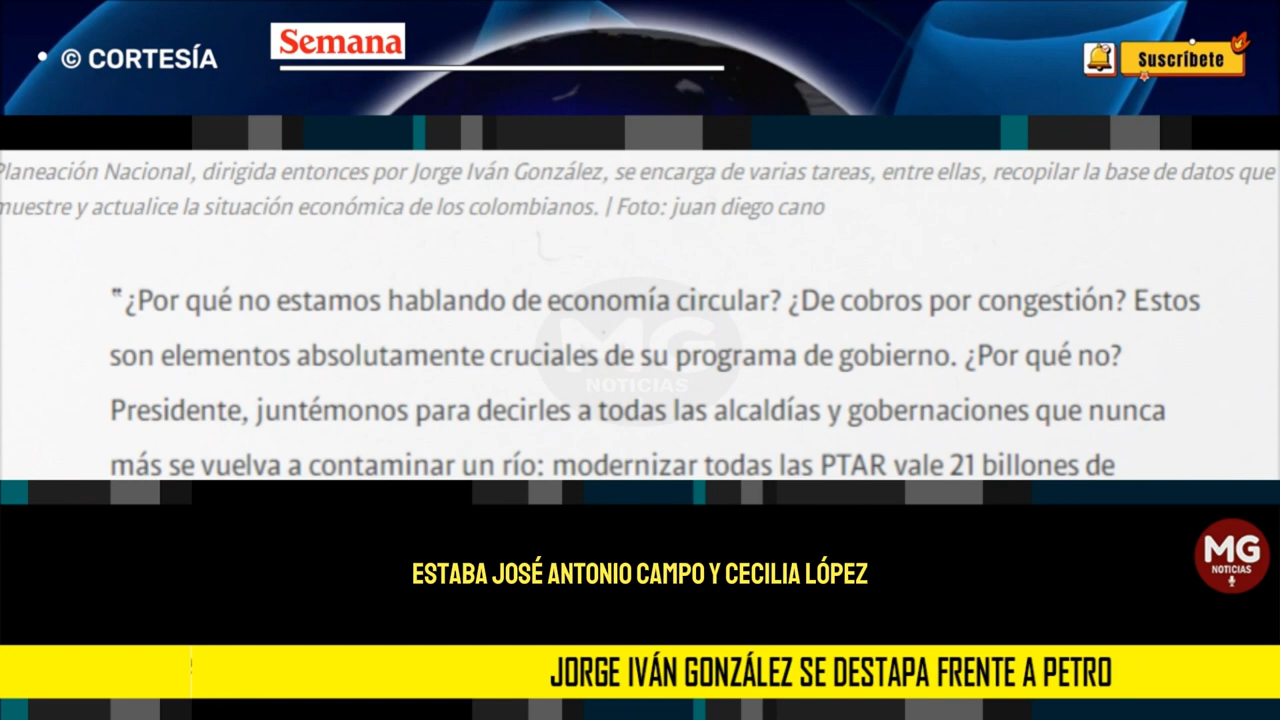 © CORTESÍA
Semana
Suscríbete
Planeación Nacional, dirigida entonces por Jorge Iván González, se encarga de varias tareas, entre ellas, recopilar la base de datos que
muestre y actualice la situación económica de los colombianos. | Foto: juan diego cano
"¿Por qué no estamos hablando de economía circular? ¿De cobros por congestión? Estos
son elementos absolutamente cruciales de su programa de gobierno. ¿Por qué no?
Presidente, juntémonos para decirles a todas las alcaldías y gobernaciones que nunca
más se vuelva a contaminar un río: modernizar todas las PTAR vale 21 billones de
MG
NOTICIAS
ESTABA JOSÉ ANTONIO CAMPO Y CECILIA LÓPEZ
MG
NOTICIAS
JORGE IVÁN GONZÁLEZ SE DESTAPA FRENTE A PETRO